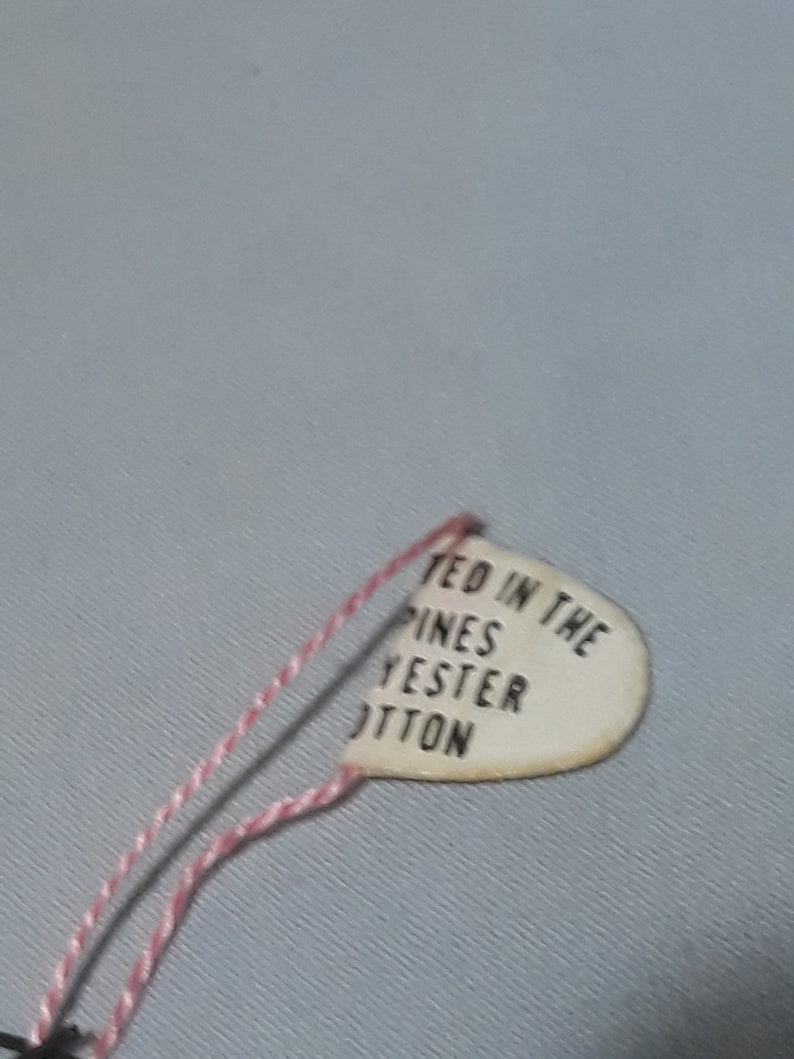 TED IN THE
PINES
YESTER
OTTON